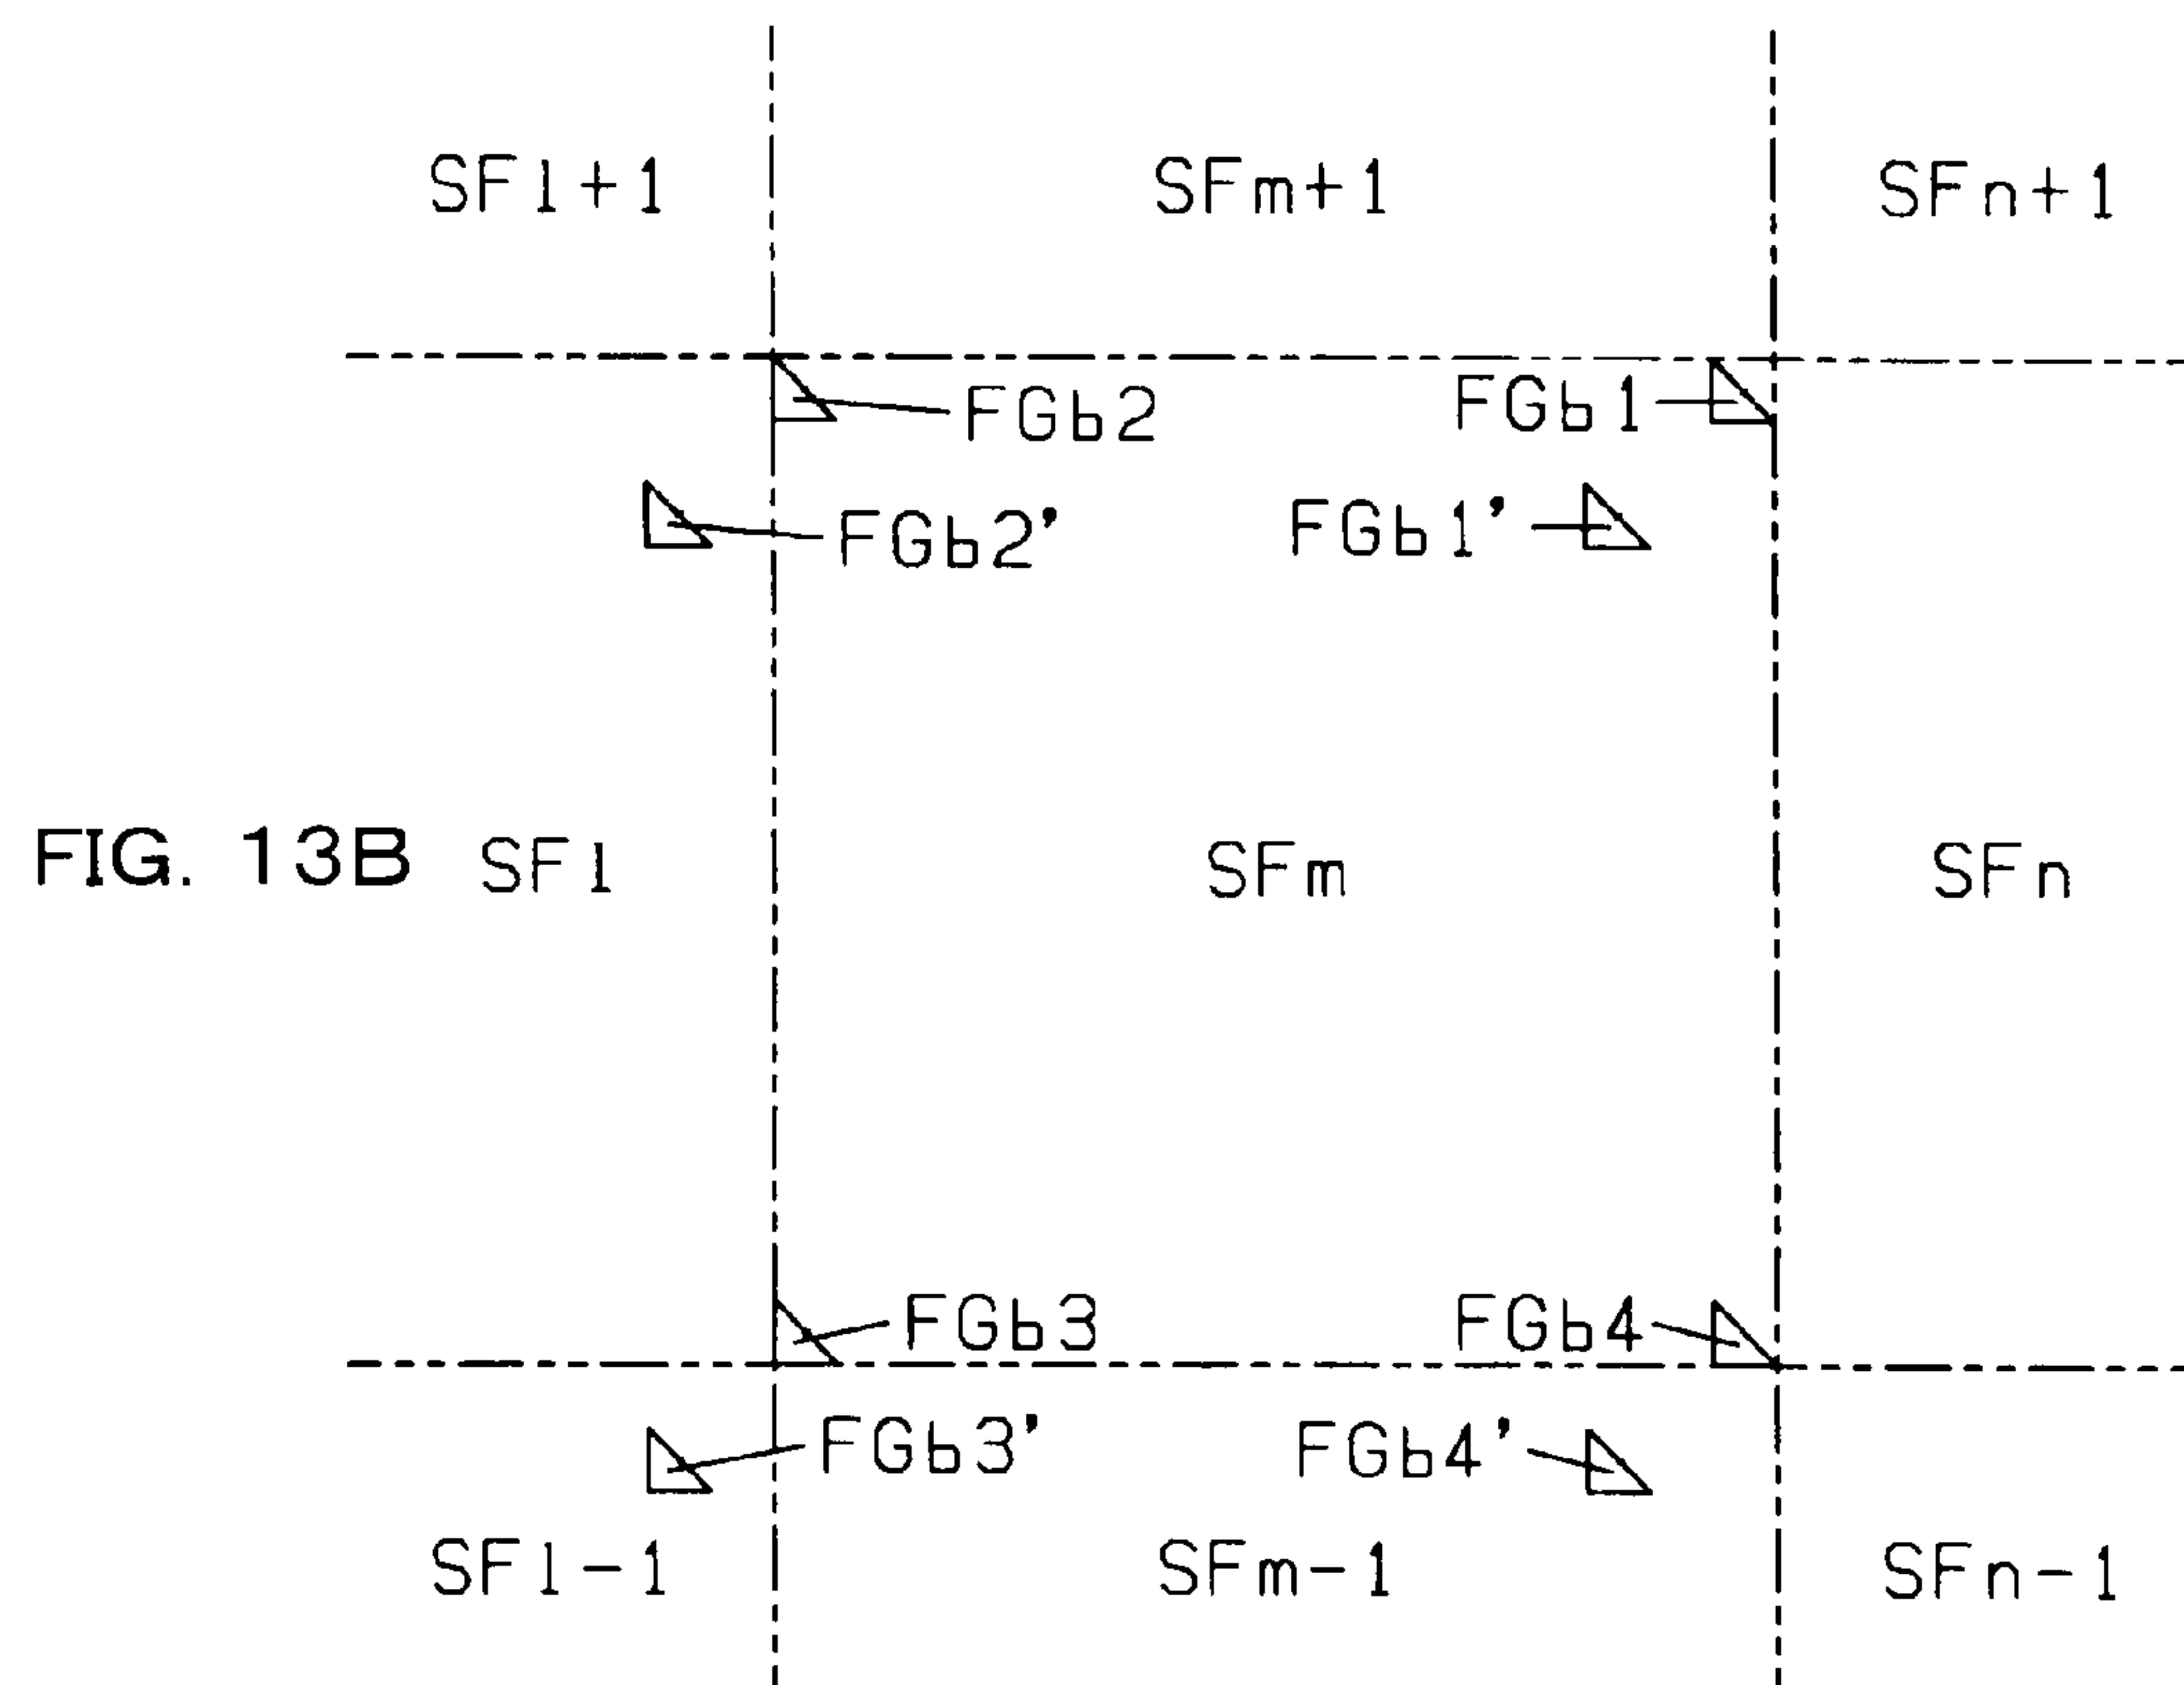 SFl+1 SFm+1 SFn+1
FGb2 FGb1
FGb2' FGb1'
FIG. 13B SFl SFm SFn
FGb3 FGb4
FGb3' FGb4'
SFl-1 SFm-1 SFn-1